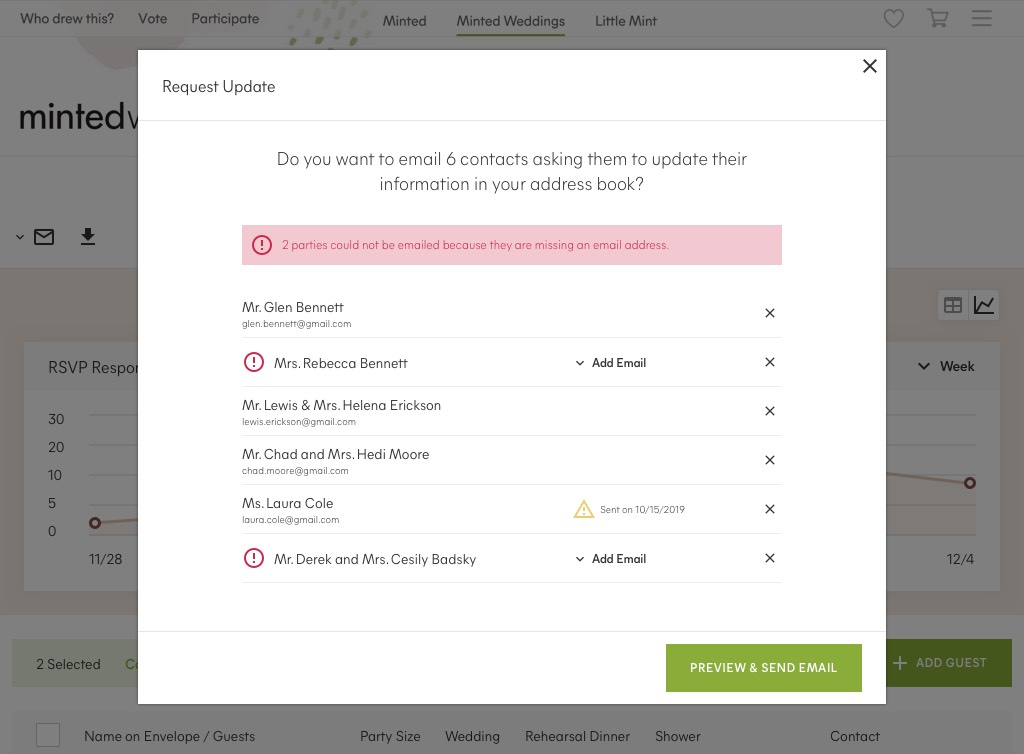 Who drew this? Vote Participate Minted Minted Weddings Little Mint
minted
Request Update
Do you want to email 6 contacts asking them to update their
information in your address book?
2 parties could not be emailed because they are missing an email address.
Mr. Glen Bennett
glen.bennett@gmail.com
Mrs. Rebecca Bennett Add Email
Mr. Lewis & Mrs. Helena Erickson
lewis.erickson@gmail.com
Mr. Chad and Mrs. Hedi Moore
chad.moore@gmail.com
Ms. Laura Cole
laura.cole@gmail.com
Sent on 10/15/2019
Mr. Derek and Mrs. Cesily Badsky Add Email
PREVIEW & SEND EMAIL
RSVP Week
30
20
10
5
0
11/28 12/4
2 Selected
ADD GUEST
Name on Envelope / Guests Party Size Wedding Rehearsal Dinner Shower Contact